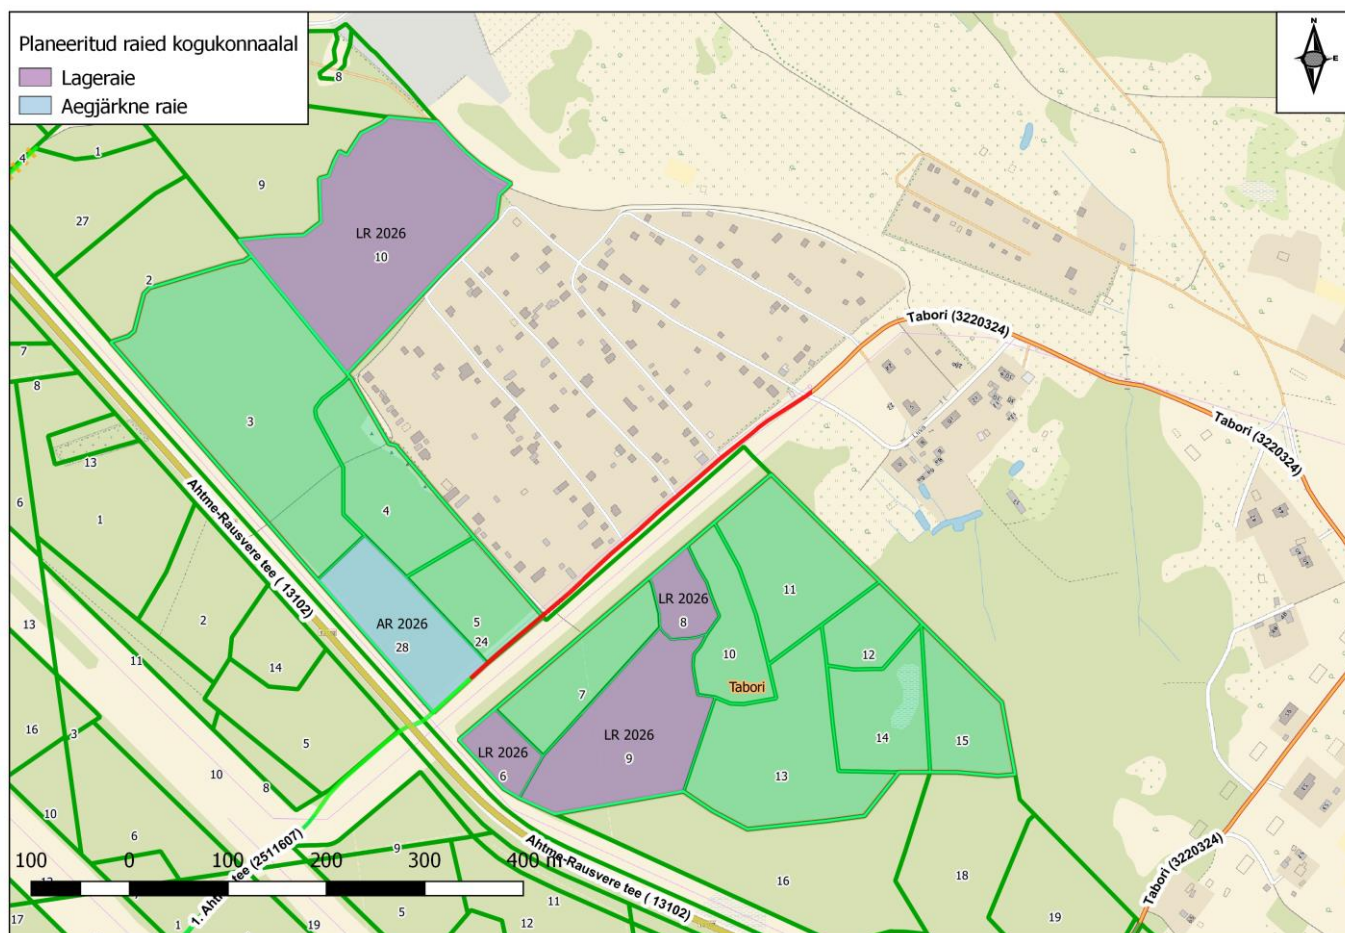 Planeeritud raied kogukonnaalal
Lageraie
Aegjärkne raie
N
E
8
4
1
9
27
LR 2026
10
2
7
8
3
13
6
1
4
Ahtme-Rausvere tee ( 13102)
Tabori (3220324)
Tabori (3220324)
2
13
11
14
AR 2026
28
5
24
LR 2026
8
11
10
12
Tabori
7
LR 2026
9
LR 2026
6
14
15
13
16
3
5
10
8
10
6
9
1. Ahtme tee (2511607)
100
0
100
200
300
400 m
Ahtme-Rausvere tee ( 13102)
16
18
19
Tabori (3220324)
17
1
19
5
11
12